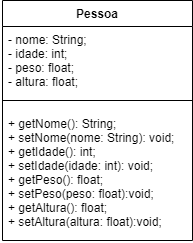 Pessoa
- nome: String;
- idade: int;
- peso: float;
- altura: float;
+ getNome(): String;
+ setNome(nome: String): void;
+ getIdade(): int;
+ setIdade(idade: int): void;
+ getPeso(): float;
+ setPeso(peso: float):void;
+ getAltura(): float;
+ setAltura(altura: float):void;